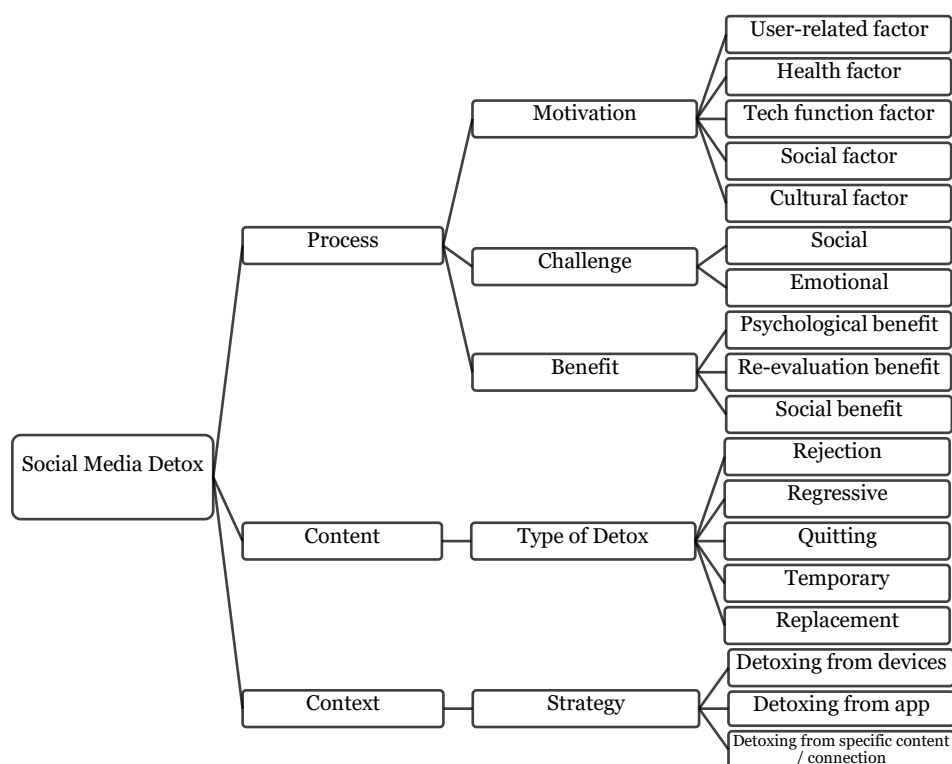 User-related factor
Health factor
Motivation
Tech function factor
Social factor
Cultural factor
Process
Social
Challenge
Emotional
Psychological benefit
Benefit
Re-evaluation benefit
Social benefit
Social Media Detox
Rejection
Regressive
Content
Type of Detox
Quitting
Temporary
Replacement
Detoxing from devices
Context
Strategy
Detoxing from app
Detoxing from specific content
/ connection